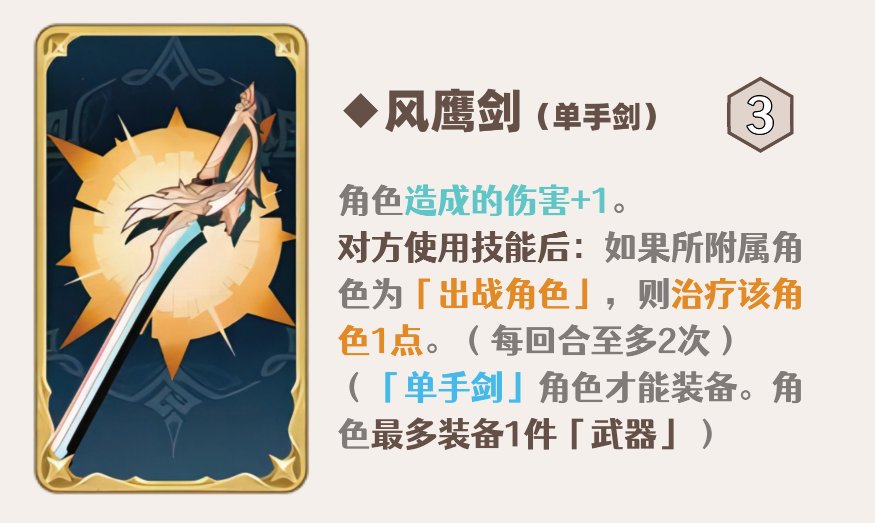 ◆风鹰剑（单手剑） 3
角色造成的伤害+1。
对方使用技能后：如果所附属角
色为「出战角色」，则治疗该角
色1点。（每回合至多2次）
（「单手剑」角色才能装备。角
色最多装备1件「武器」）